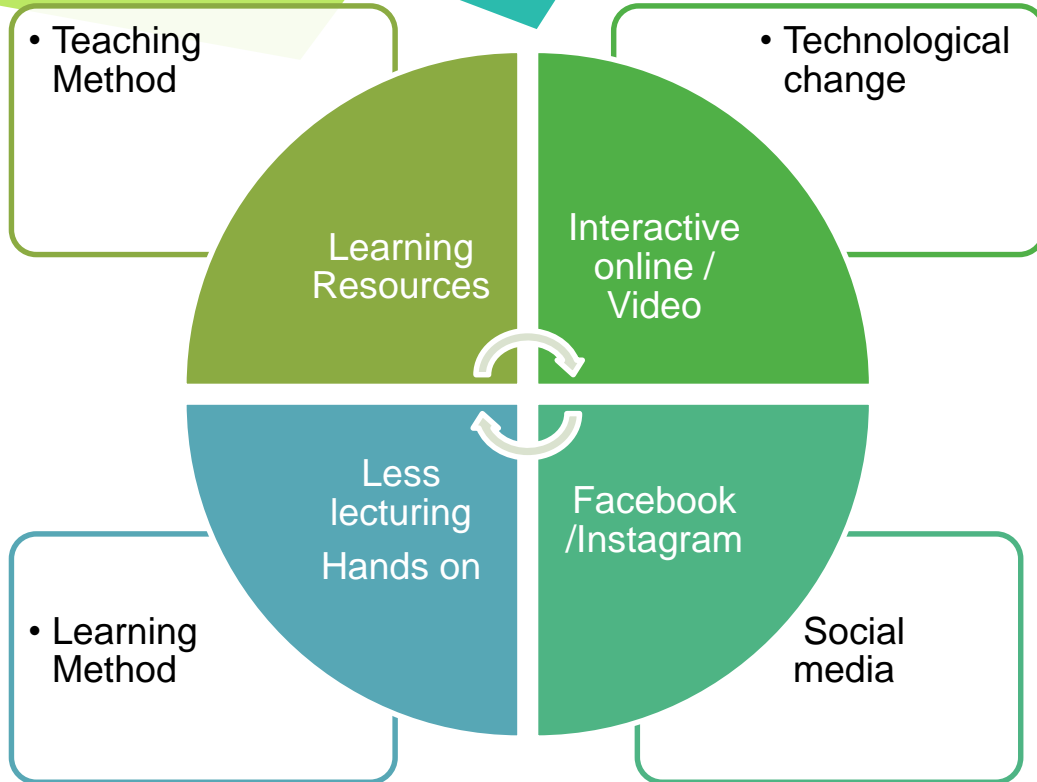 • Teaching
Method
• Technological
change
Learning
Resources
Interactive
online /
Video
Less
lecturing
Hands on
Facebook
/Instagram
• Learning
Method
Social
media